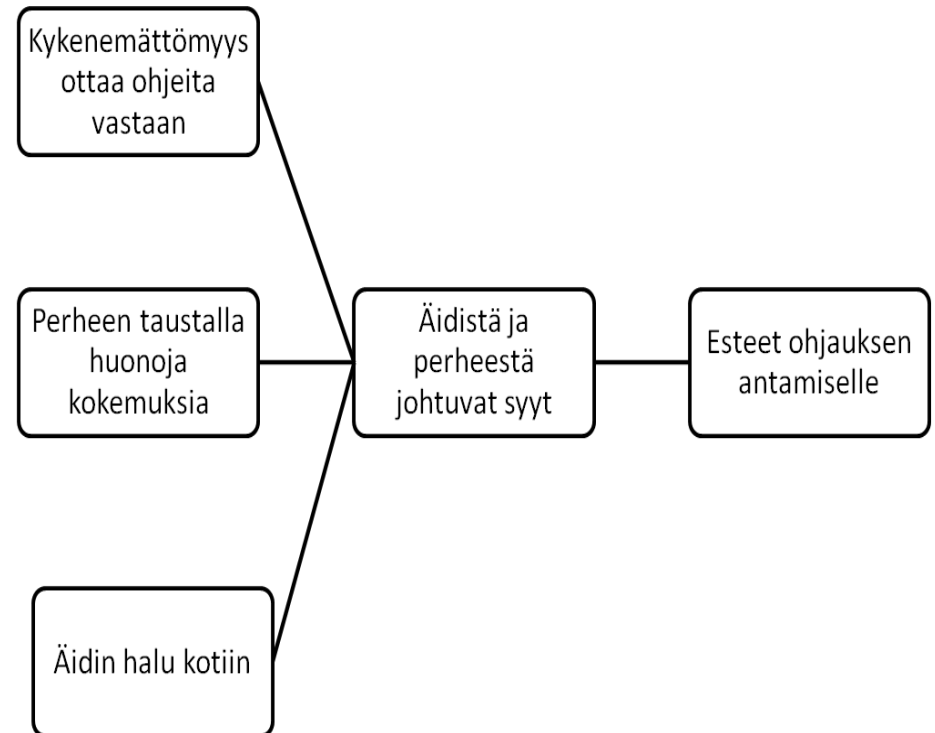 Kykenemättömyys
ottaa ohjeita
vastaan
Perheen taustalla
huonoja
kokemuksia
Äidistä ja
perheestä
johtuvat syyt
Esteet ohjauksen
antamiselle
Äidin halu kotiin